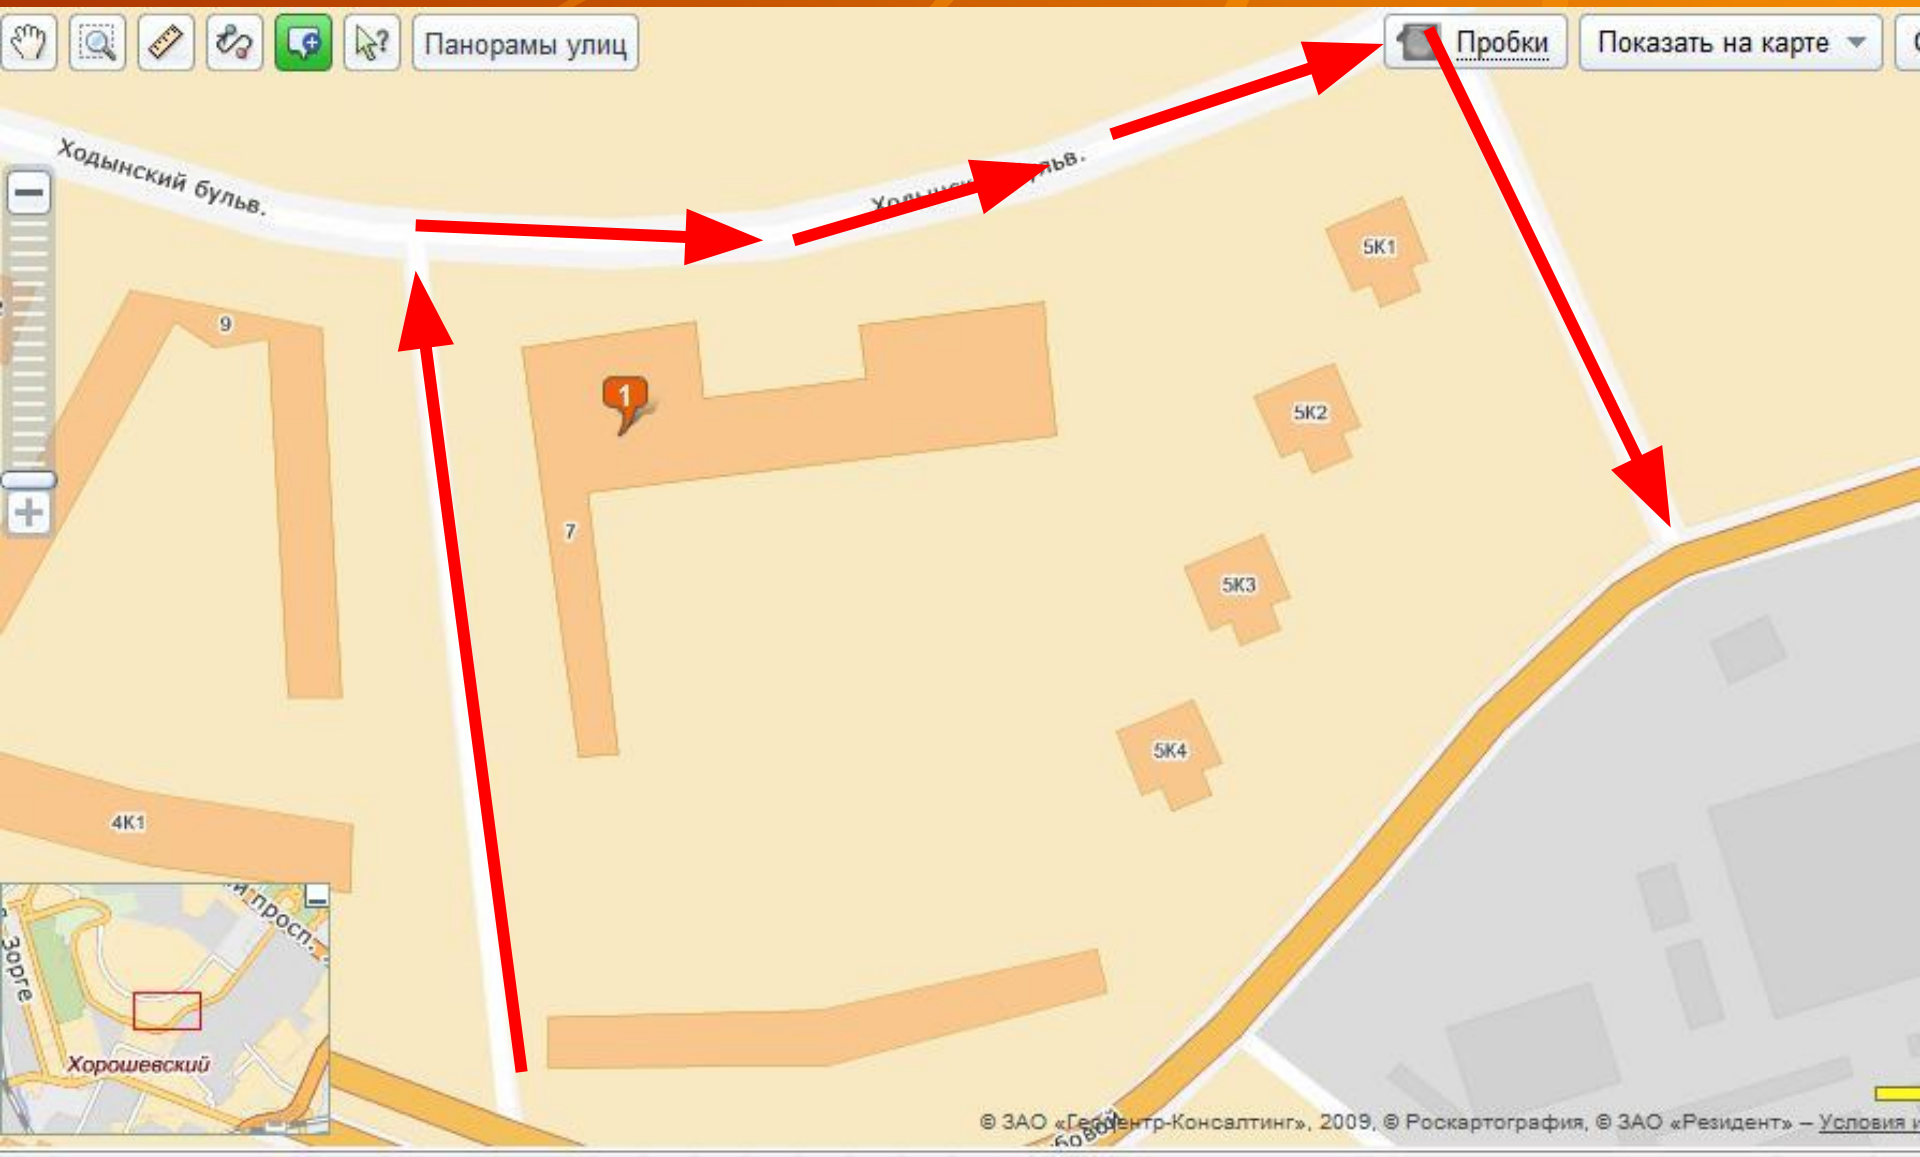 Панорамы улиц
Пробки
Показать на карте
Ходынский бульв.
5К1
9
1
5К2
7
5К3
5К4
4К1
просп.
Зорге
Хорошевский
© ЗАО «Геоцентр-Консалтинг», 2009, © Роскартография, © ЗАО «Резидент» – Условия и